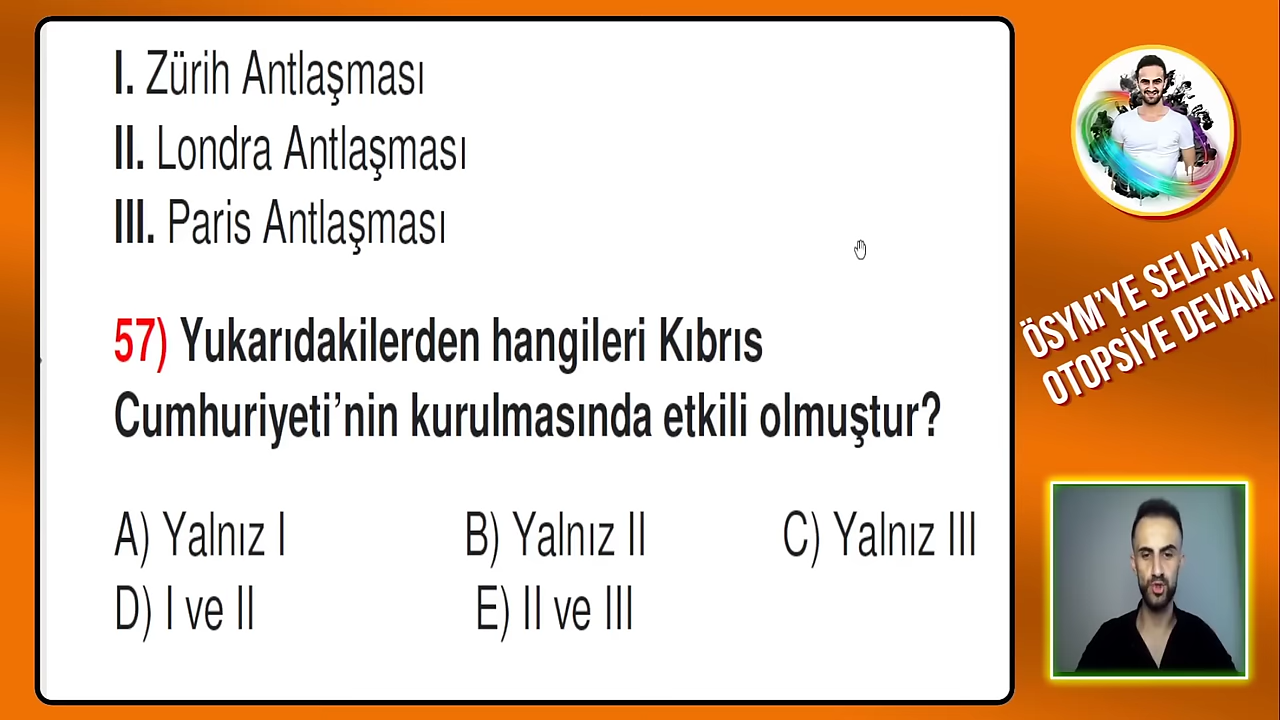 I. Zürih Antlaşması
II. Londra Antlaşması
III. Paris Antlaşması
57) Yukarıdakilerden hangileri Kıbrıs
Cumhuriyeti’nin kurulmasında etkili olmuştur?
A) Yalnız I B) Yalnız II C) Yalnız III
D) I ve II E) II ve III
ÖSYM’YE SELAM,
OTOPSİYE DEVAM